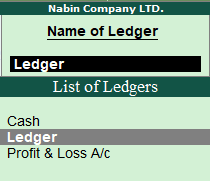 Nabin Company LTD.
Name of Ledger
Ledger
List of Ledgers
Cash
Ledger
Profit & Loss A/c